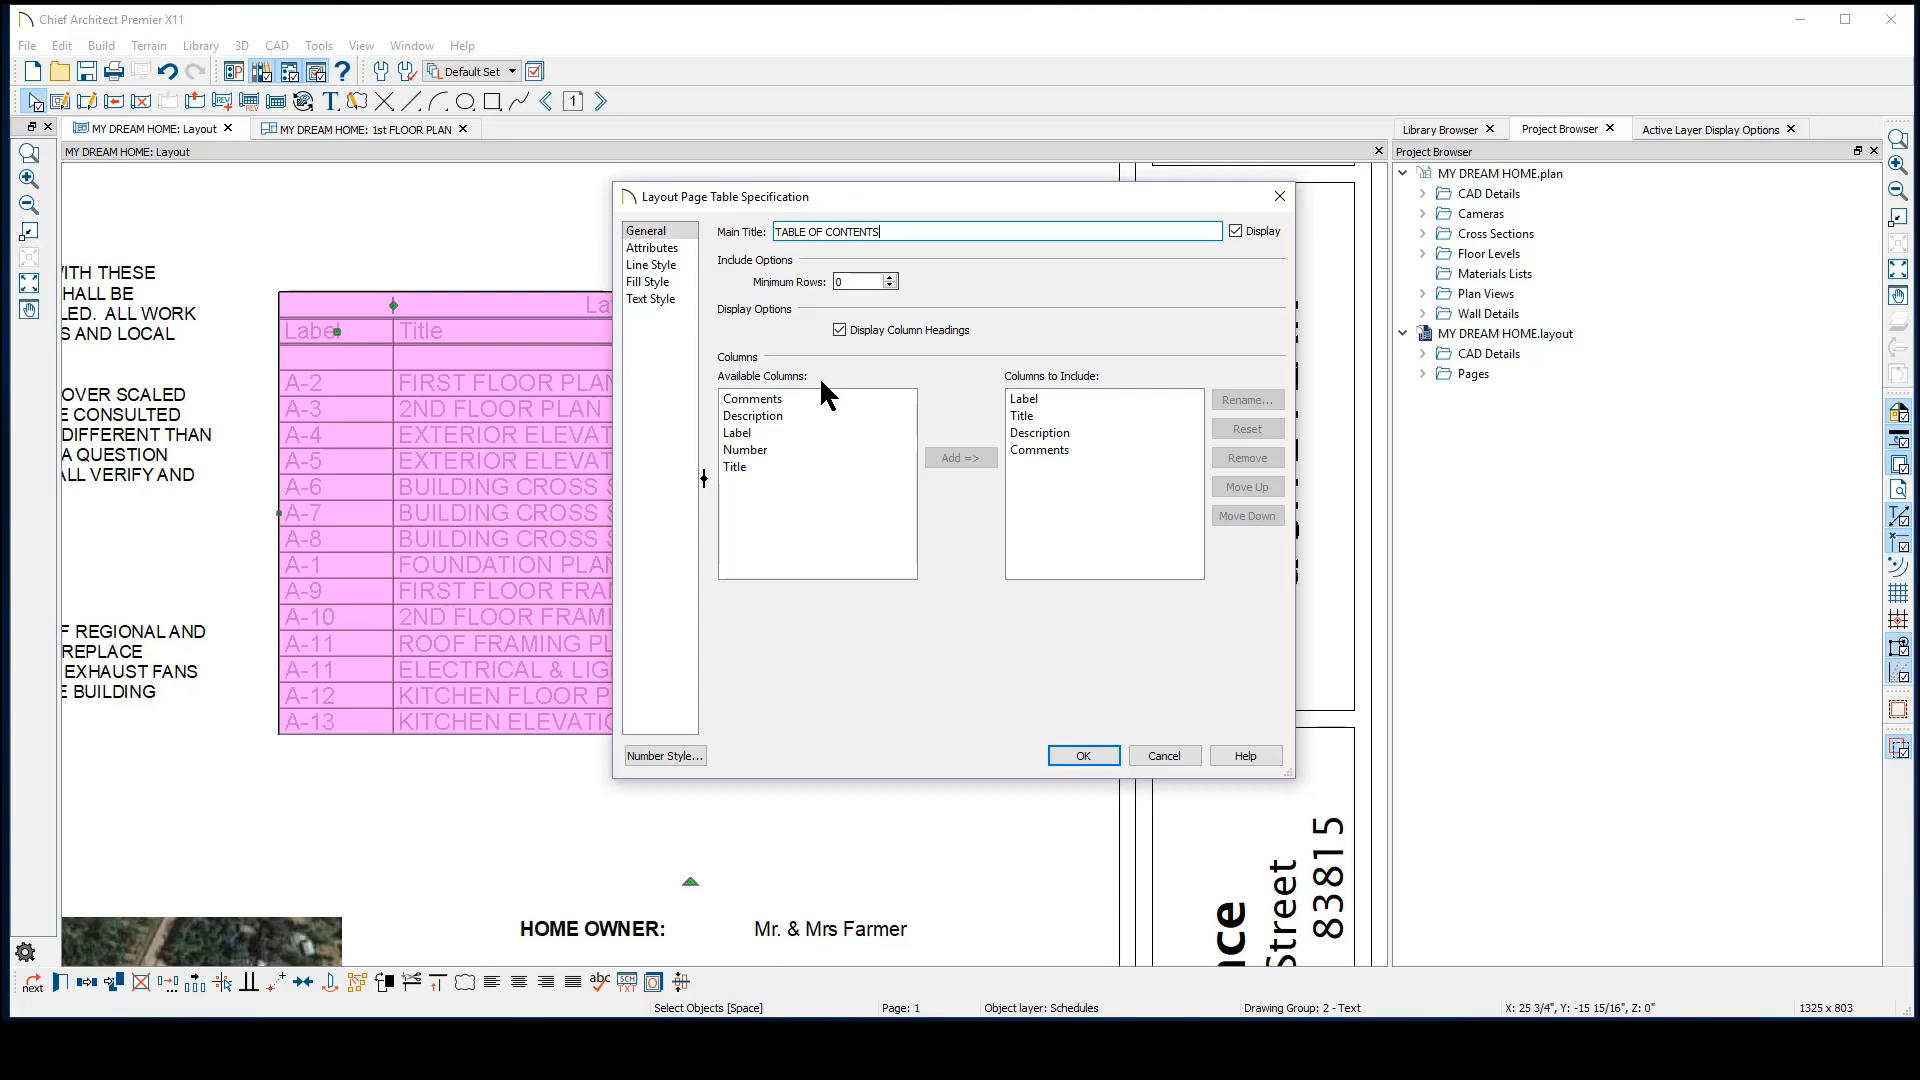 Chief Architect Premier X11
File Edit Build Terrain Library 3D CAD Tools View Window Help
Default Set
1
MY DREAM HOME: Layout
MY DREAM HOME: 1st FLOOR PLAN
Library Browser
Project Browser
Active Layer Display Options
MY DREAM HOME: Layout
Project Browser
MY DREAM HOME.plan
CAD Details
Cameras
Cross Sections
Floor Levels
Materials Lists
Plan Views
Wall Details
MY DREAM HOME.layout
CAD Details
Pages
WITH THESE
SHALL BE
LED. ALL WORK
S AND LOCAL
OVER SCALED
E CONSULTED
DIFFERENT THAN
A QUESTION
ALL VERIFY AND
F REGIONAL AND
REPLACE
EXHAUST FANS
E BUILDING
La
Label Title
A-2 FIRST FLOOR PLAN
A-3 2ND FLOOR PLAN
A-4 EXTERIOR ELEVAT
A-5 EXTERIOR ELEVAT
A-6 BUILDING CROSS S
A-7 BUILDING CROSS S
A-8 BUILDING CROSS S
A-1 FOUNDATION PLAN
A-9 FIRST FLOOR FRA
A-10 2ND FLOOR FRAMI
A-11 ROOF FRAMING PL
A-11 ELECTRICAL & LIG
A-12 KITCHEN FLOOR P
A-13 KITCHEN ELEVATIO
Layout Page Table Specification
General
Attributes
Line Style
Fill Style
Text Style
Main Title: TABLE OF CONTENTS Display
Include Options
Minimum Rows: 0
Display Options
Display Column Headings
Columns
Available Columns:
Comments
Description
Label
Number
Title
Add =>
Columns to Include:
Label
Title
Description
Comments
Rename...
Reset
Remove
Move Up
Move Down
Number Style...
OK
Cancel
Help
HOME OWNER: Mr. & Mrs Farmer
nce
Street
83815
next
abc
SCH
TXT
Select Objects [Space]
Page: 1
Object layer: Schedules
Drawing Group: 2 - Text
X: 25 3/4", Y: -15 15/16", Z: 0"
1325 x 803